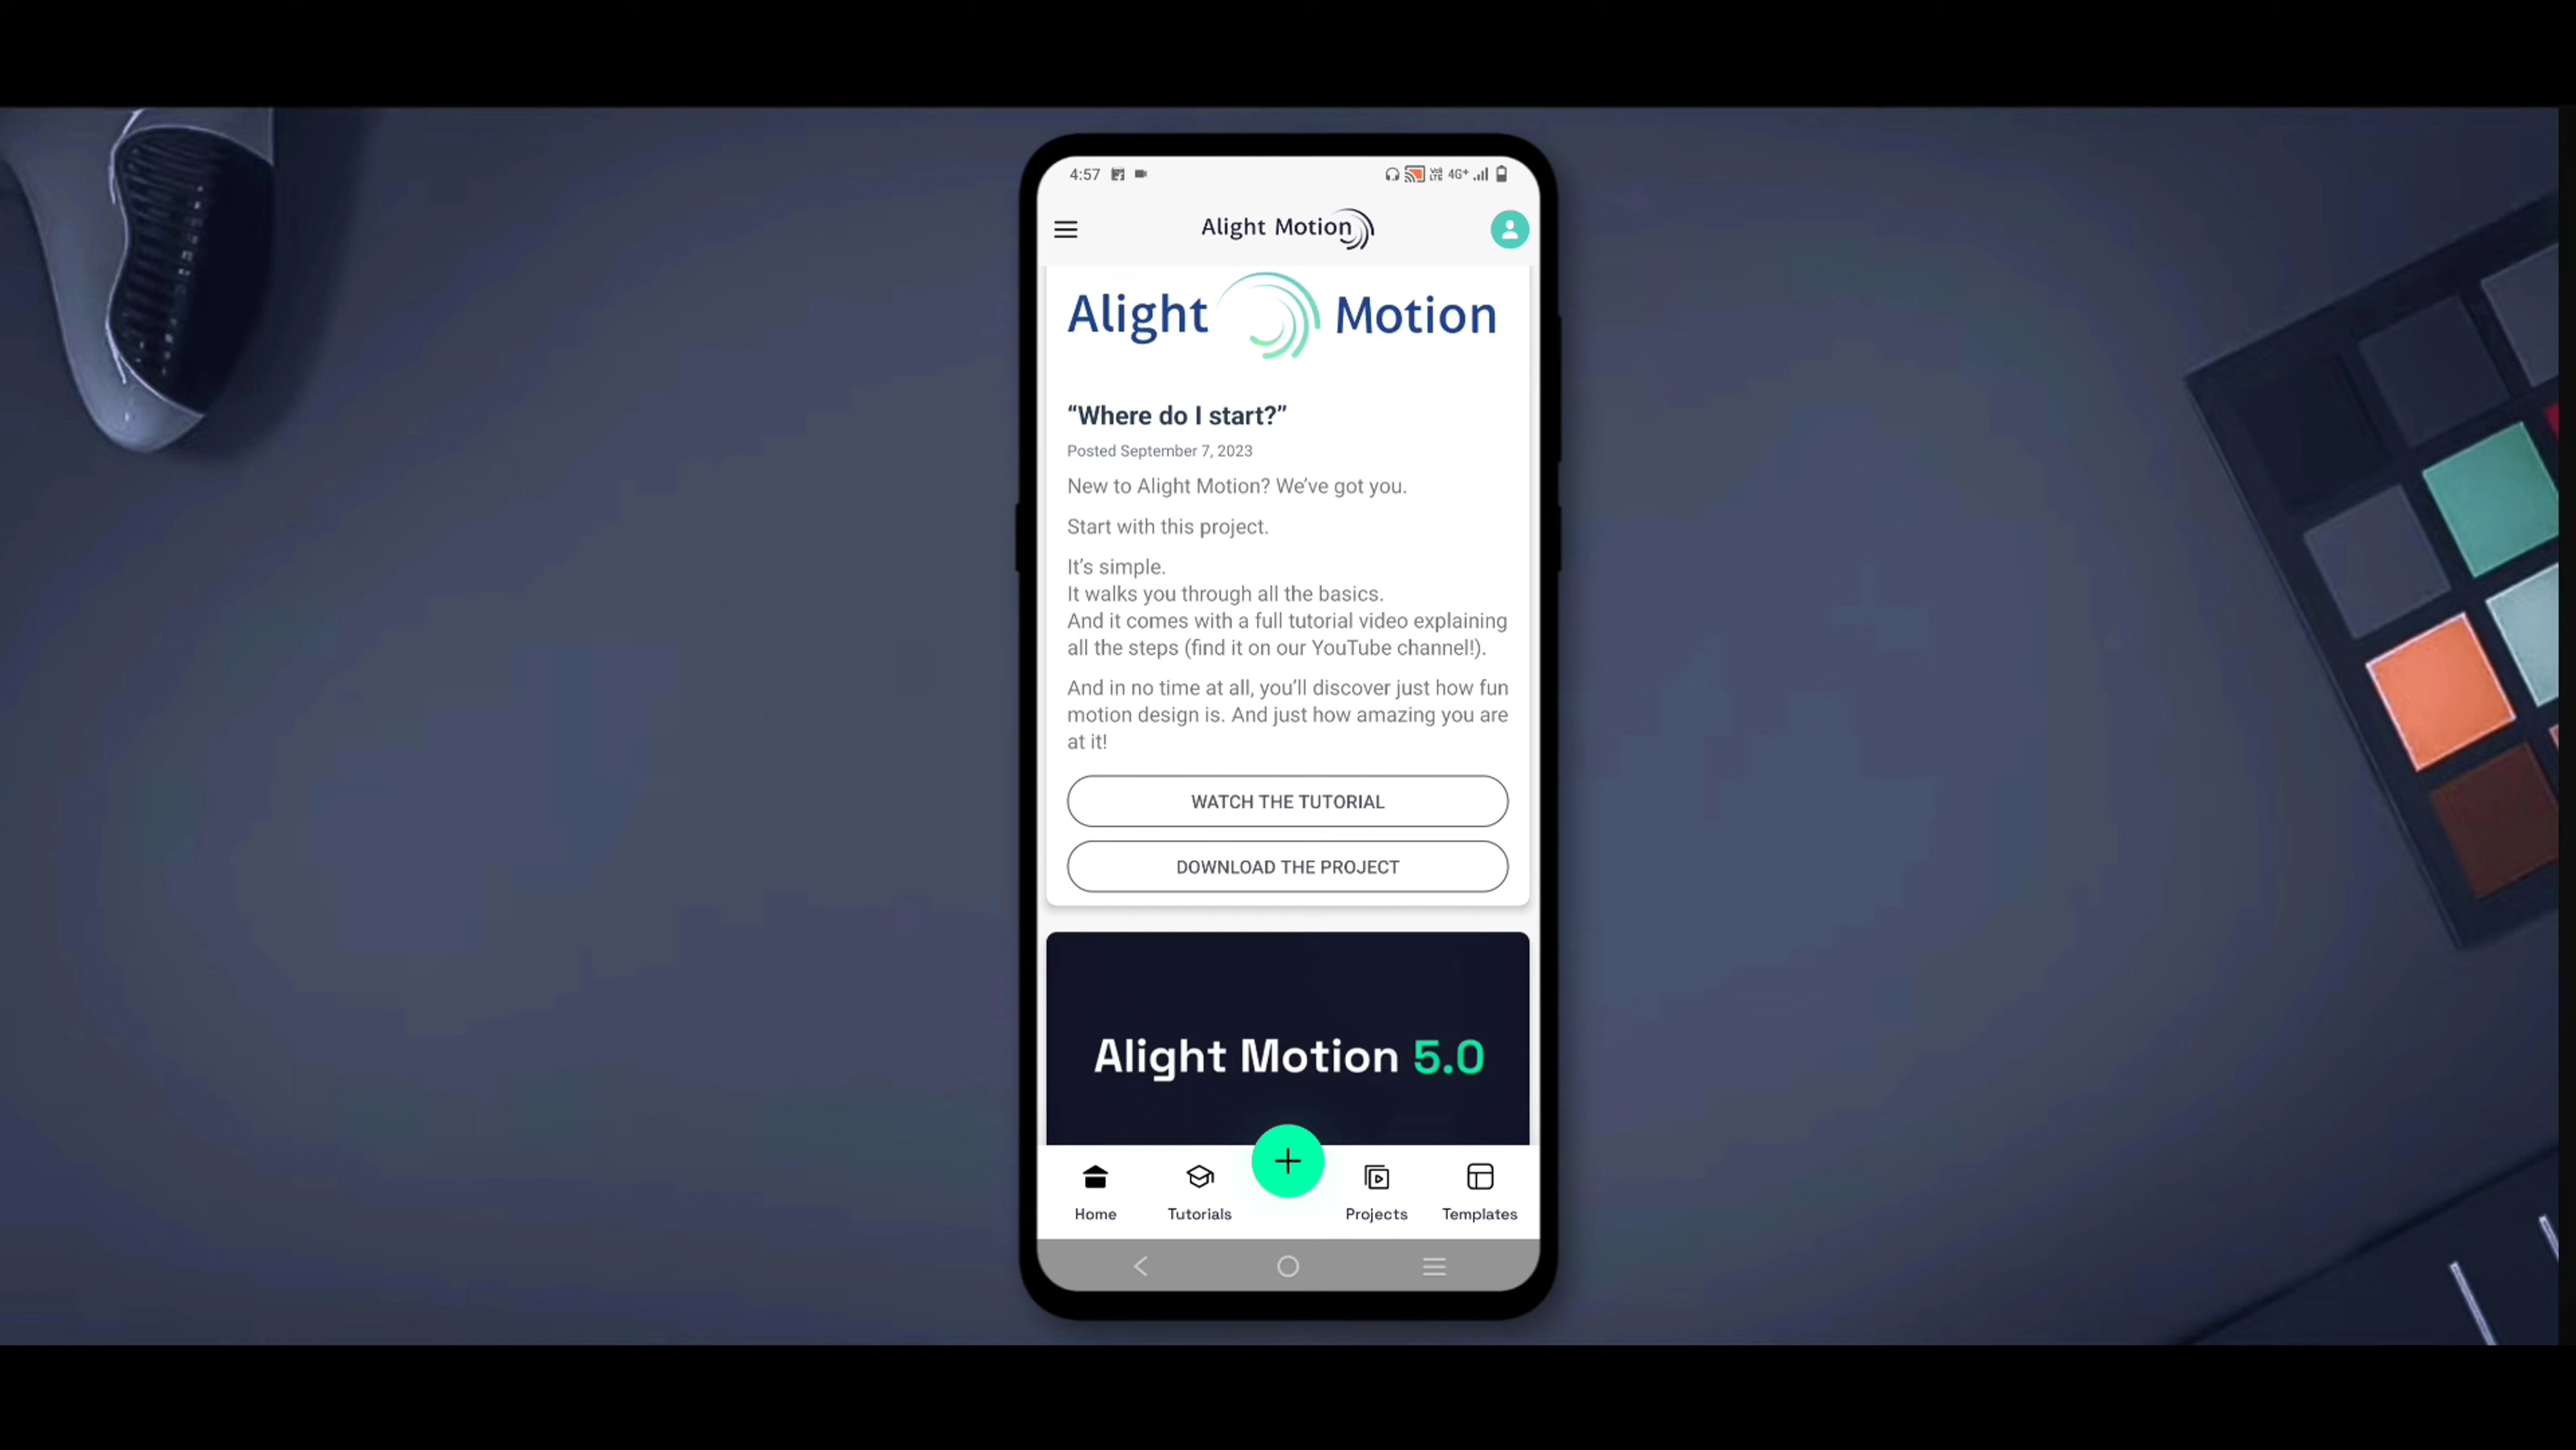 4:57
4G+
Alight Motion
Alight Motion
“Where do I start?”
Posted September 7, 2023
New to Alight Motion? We’ve got you.
Start with this project.
It’s simple.
It walks you through all the basics.
And it comes with a full tutorial video explaining
all the steps (find it on our YouTube channel!).
And in no time at all, you’ll discover just how fun
motion design is. And just how amazing you are
at it!
WATCH THE TUTORIAL
DOWNLOAD THE PROJECT
Alight Motion 5.0
Home
Tutorials
Projects
Templates